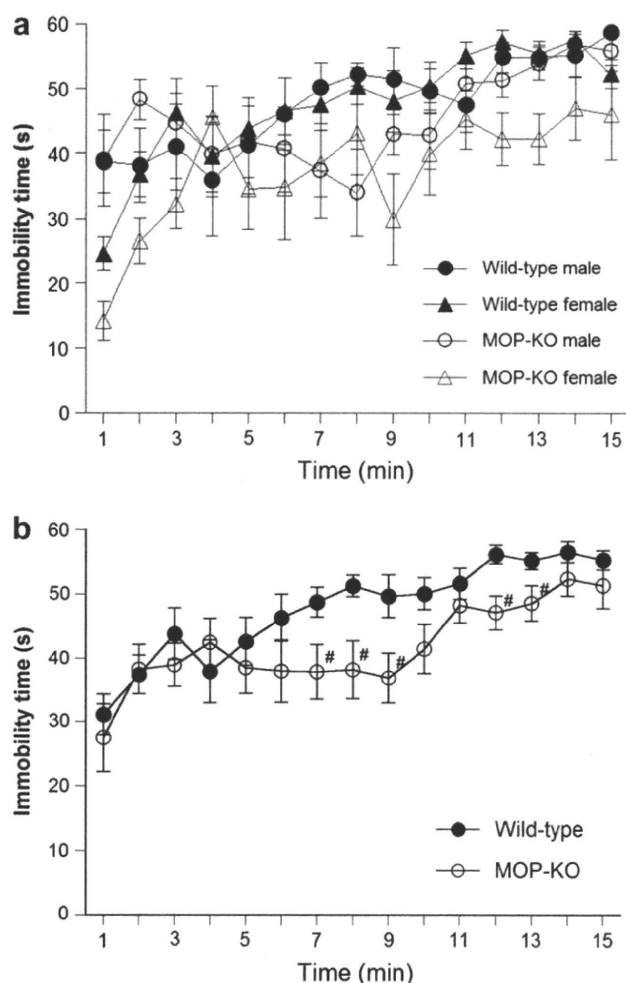 a
Immobility time (s)
60
50
40
30
20
10
0
1 3 5 7 9 11 13 15
Time (min)
Wild-type male
Wild-type female
MOP-KO male
MOP-KO female
b
Immobility time (s)
60
50
40
30
20
10
0
# # # # #
1 3 5 7 9 11 13 15
Time (min)
Wild-type
MOP-KO